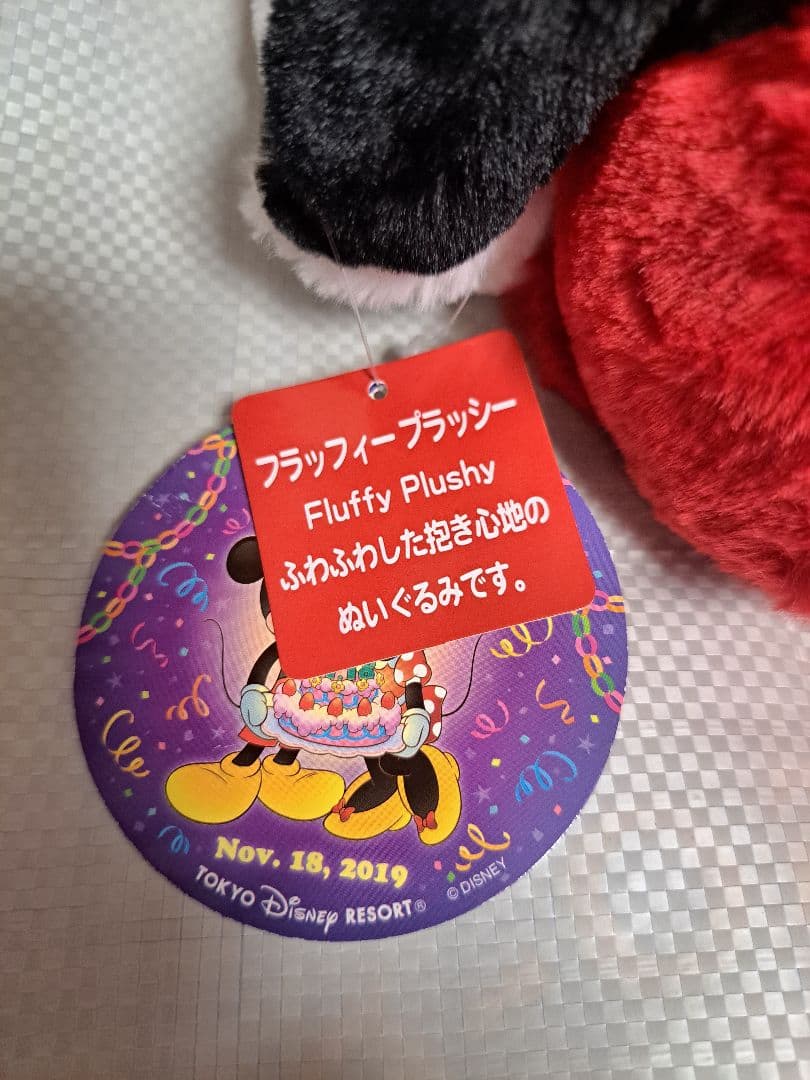 フラッフィープラッシー
Fluffy Plushy
ふわふわした抱き心地の
ぬいぐるみです。
Nov. 18, 2019
TOKYO Disney RESORT®
© DISNEY